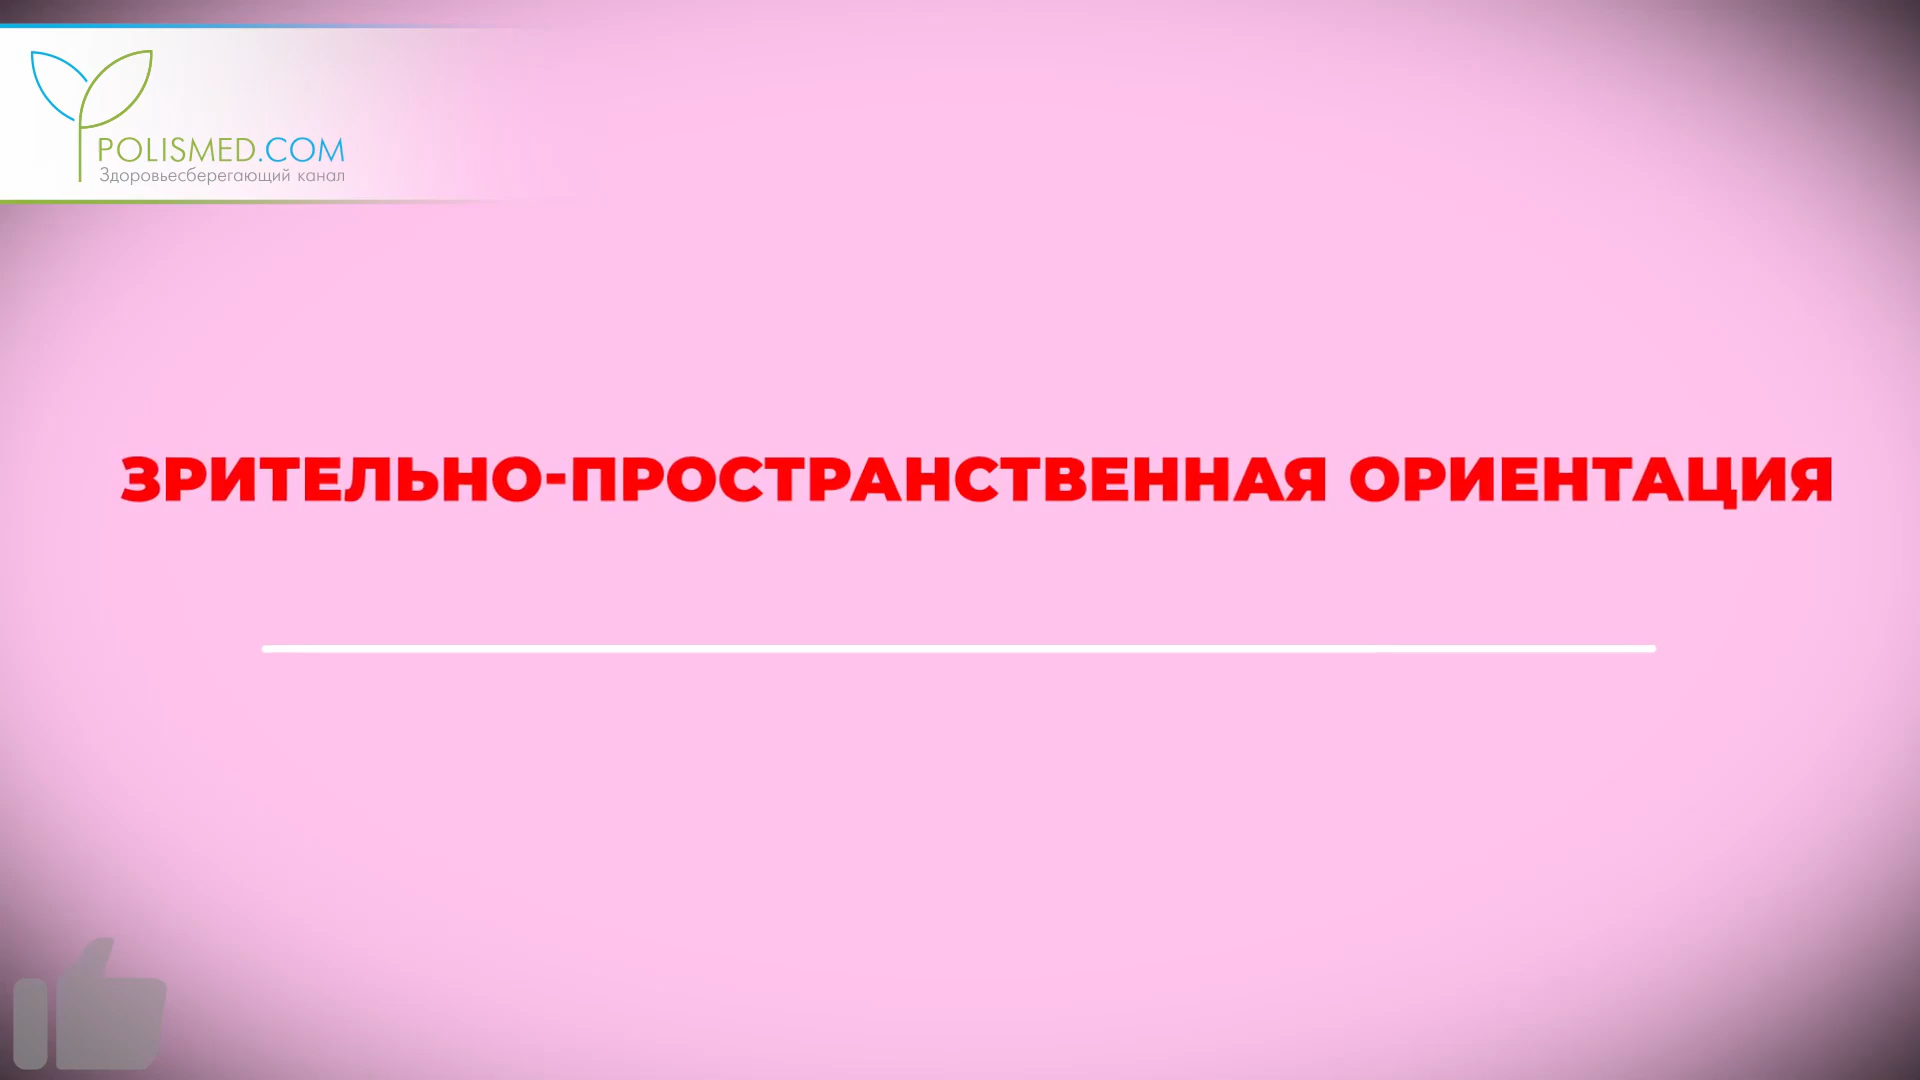 POLISMED.COM
Здоровьесберегающий канал
ЗРИТЕЛЬНО-ПРОСТРАНСТВЕННАЯ ОРИЕНТАЦИЯ